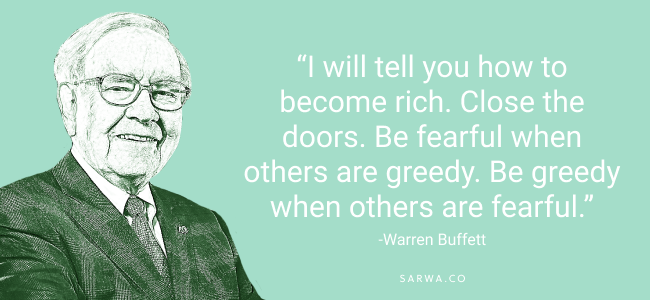 “I will tell you how to
become rich. Close the
doors. Be fearful when
others are greedy. Be greedy
when others are fearful.”
-Warren Buffett
SARWA.CO